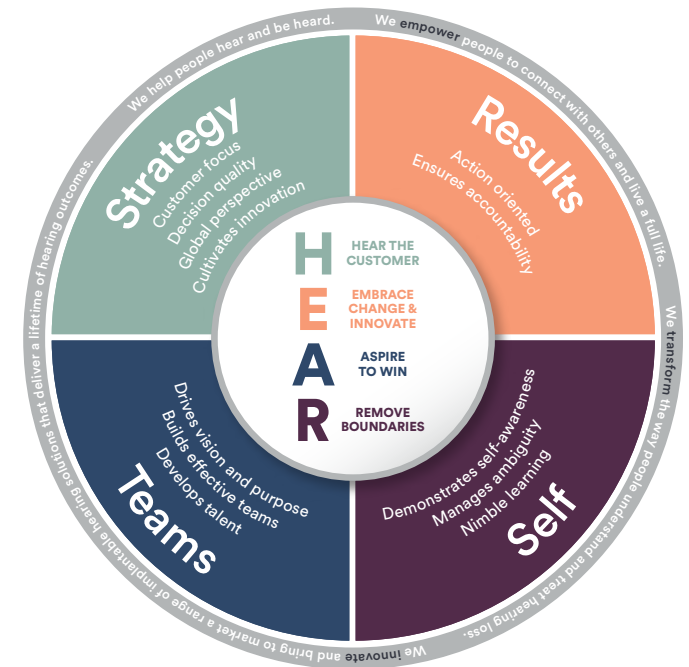 We help people hear and be heard.
We empower people to connect with others and live a full life.
We transform the way people understand and treat hearing loss.
We innovate and bring to market a range of implantable hearing solutions that deliver a lifetime of hearing outcomes.
Strategy
Customer focus
Decision quality
Global perspective
Cultivates innovation
Results
Action oriented
Ensures accountability
H
HEAR THE
CUSTOMER
E
EMBRACE
CHANGE &
INNOVATE
A
ASPIRE
TO WIN
R
REMOVE
BOUNDARIES
Drives vision and purpose
Builds effective teams
Develops talent
Teams
Demonstrates self-awareness
Manages ambiguity
Nimble learning
Self